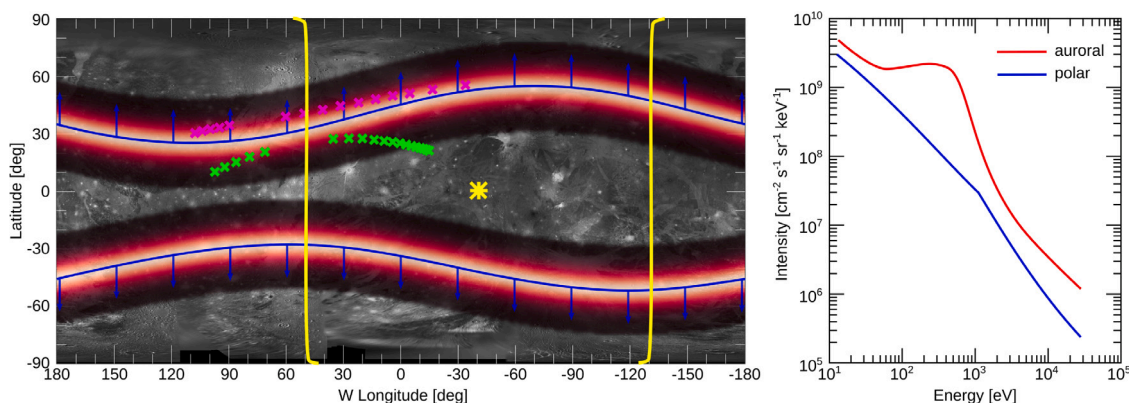 90
60
30
0
-30
-60
-90
Latitude [deg]
180 150 120 90 60 30 0 -30 -60 -90 -120 -150 -180
W Longitude [deg]
10^10
10^9
10^8
10^7
10^6
10^5
Intensity [cm^-2 s^-1 sr^-1 keV^-1]
auroral
polar
10^1 10^2 10^3 10^4 10^5
Energy [eV]